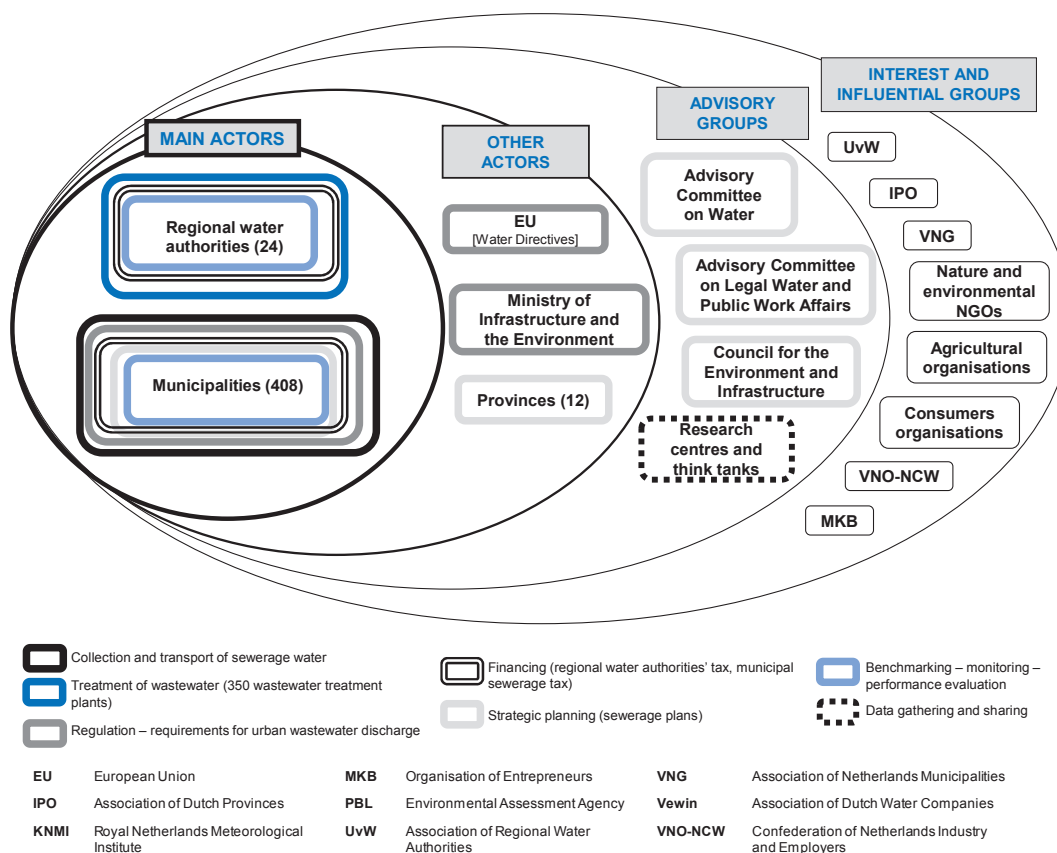 INTEREST AND
INFLUENTIAL GROUPS
ADVISORY
GROUPS
OTHER
ACTORS
MAIN ACTORS
Regional water
authorities (24)
Municipalities (408)
EU
[Water Directives]
Ministry of
Infrastructure and
the Environment
Provinces (12)
Advisory
Committee
on Water
Advisory Committee
on Legal Water and
Public Work Affairs
Council for the
Environment and
Infrastructure
Research
centres and
think tanks
UvW
IPO
VNG
Nature and
environmental
NGOs
Agricultural
organisations
Consumers
organisations
VNO-NCW
MKB
Collection and transport of sewerage water
Treatment of wastewater (350 wastewater treatment
plants)
Regulation – requirements for urban wastewater discharge
Financing (regional water authorities' tax, municipal
sewerage tax)
Strategic planning (sewerage plans)
Benchmarking – monitoring –
performance evaluation
Data gathering and sharing
EU European Union
IPO Association of Dutch Provinces
KNMI Royal Netherlands Meteorological
Institute
MKB Organisation of Entrepreneurs
PBL Environmental Assessment Agency
UvW Association of Regional Water
Authorities
VNG Association of Netherlands Municipalities
Vewin Association of Dutch Water Companies
VNO-NCW Confederation of Netherlands Industry
and Employers